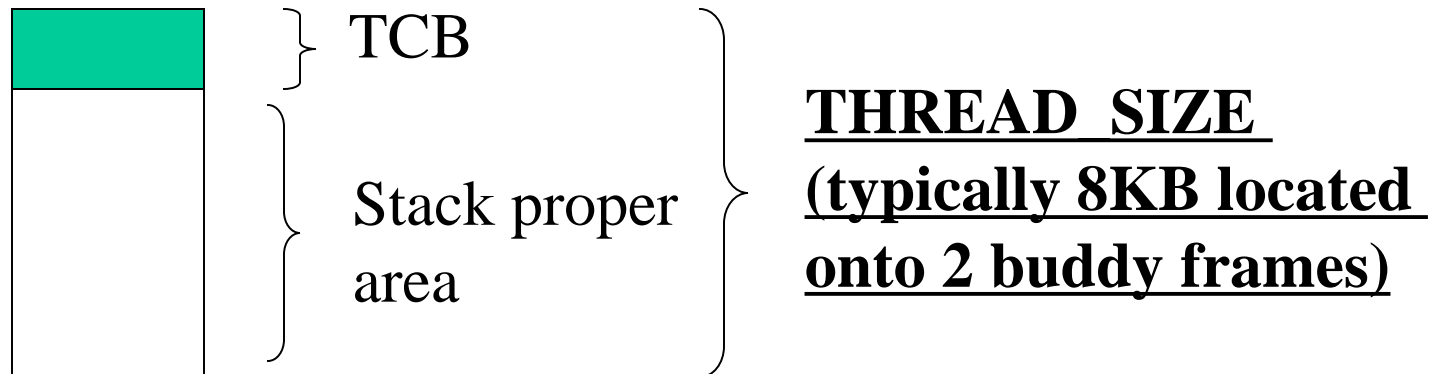 TCB
Stack proper
area
THREAD_SIZE
(typically 8KB located
onto 2 buddy frames)